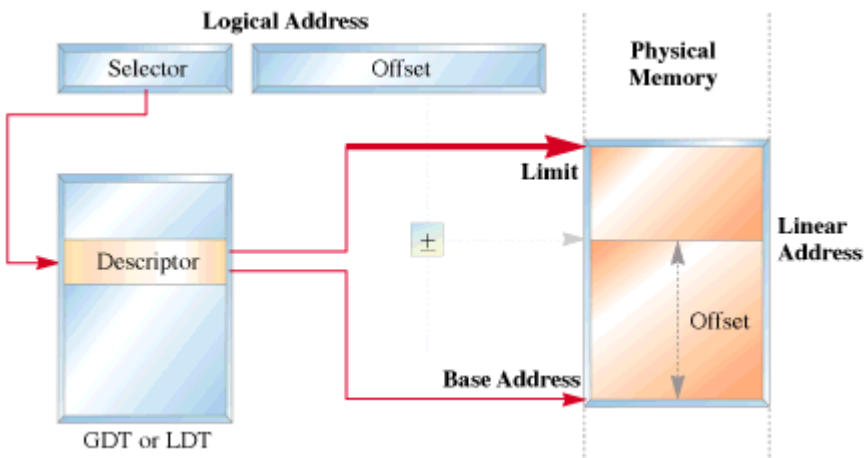 Logical Address
Selector
Offset
Physical
Memory
Limit
Linear
Address
±
Descriptor
Offset
Base Address
GDT or LDT